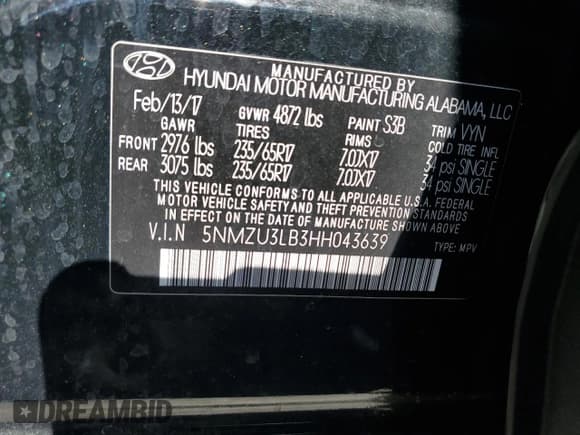 MANUFACTURED BY
HYUNDAI MOTOR MANUFACTURING ALABAMA, LLC
Feb/13/17 GVWR 4872 lbs PAINT S3B TRIM VYN
GAWR TIRES RIMS COLD TIRE INFL
FRONT 2976 lbs 235/65R17 7.0JX17 34 psi SINGLE
REAR 3075 lbs 235/65R17 7.0JX17 34 psi SINGLE
THIS VEHICLE CONFORMS TO ALL APPLICABLE U.S.A. FEDERAL
MOTOR VEHICLE SAFETY AND THEFT PREVENTION STANDARDS
IN EFFECT ON THE DATE OF MANUFACTURE SHOWN ABOVE.
V.I.N 5NMZU3LB3HH043639 TYPE: MPV
DREAMBID